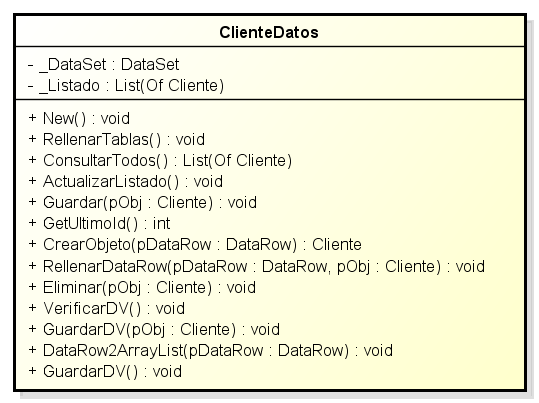 ClienteDatos
- _DataSet : DataSet
- _Listado : List(Of Cliente)
+ New() : void
+ RellenarTablas() : void
+ ConsultarTodos() : List(Of Cliente)
+ ActualizarListado() : void
+ Guardar(pObj : Cliente) : void
+ GetUltimoId() : int
+ CrearObjeto(pDataRow : DataRow) : Cliente
+ RellenarDataRow(pDataRow : DataRow, pObj : Cliente) : void
+ Eliminar(pObj : Cliente) : void
+ VerificarDV() : void
+ GuardarDV(pObj : Cliente) : void
+ DataRow2ArrayList(pDataRow : DataRow) : void
+ GuardarDV() : void